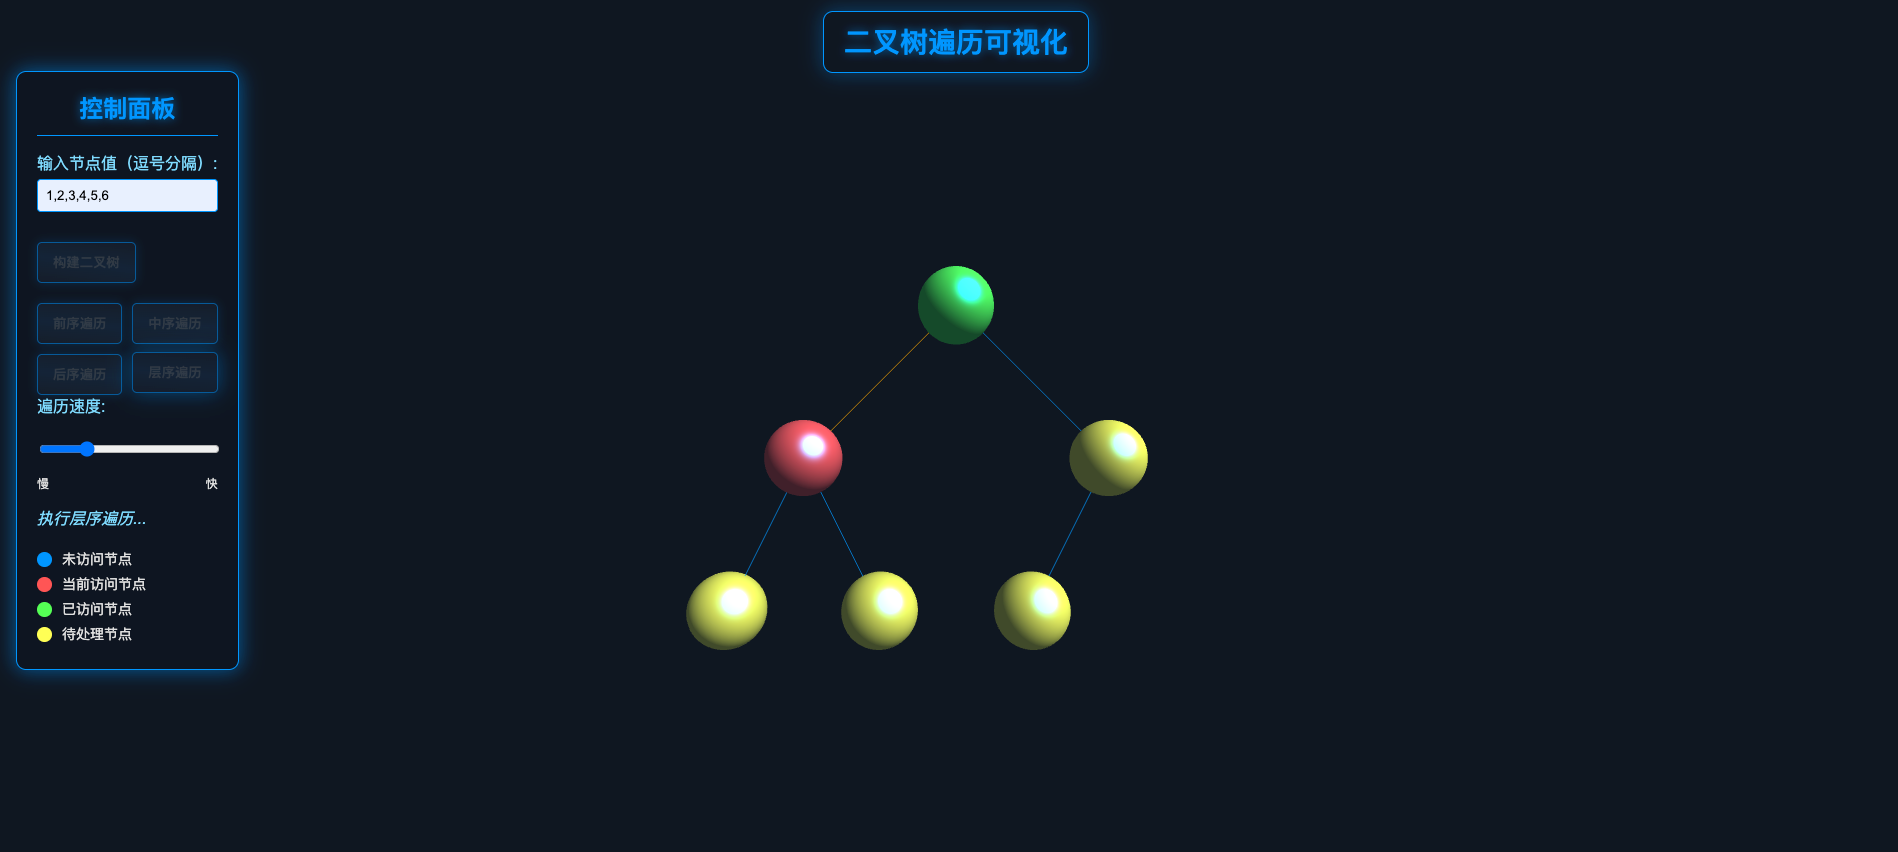 二叉树遍历可视化
控制面板
输入节点值（逗号分隔）:
1,2,3,4,5,6
构建二叉树
前序遍历 中序遍历
后序遍历 层序遍历
遍历速度:
慢 快
执行层序遍历...
未访问节点
当前访问节点
已访问节点
待处理节点